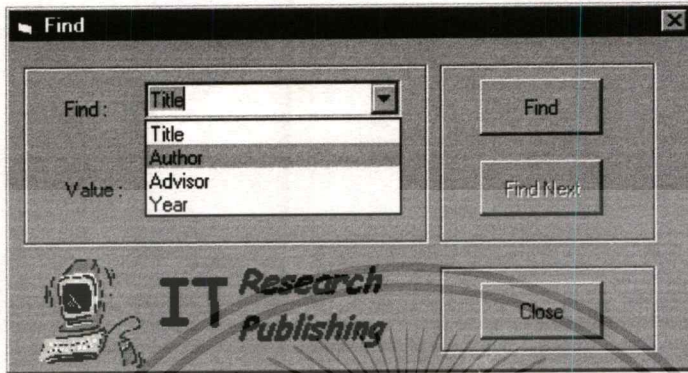 Find
Find :
Title
Title
Author
Advisor
Year
Value :
Find
Find Next
IT Research
Publishing
Close